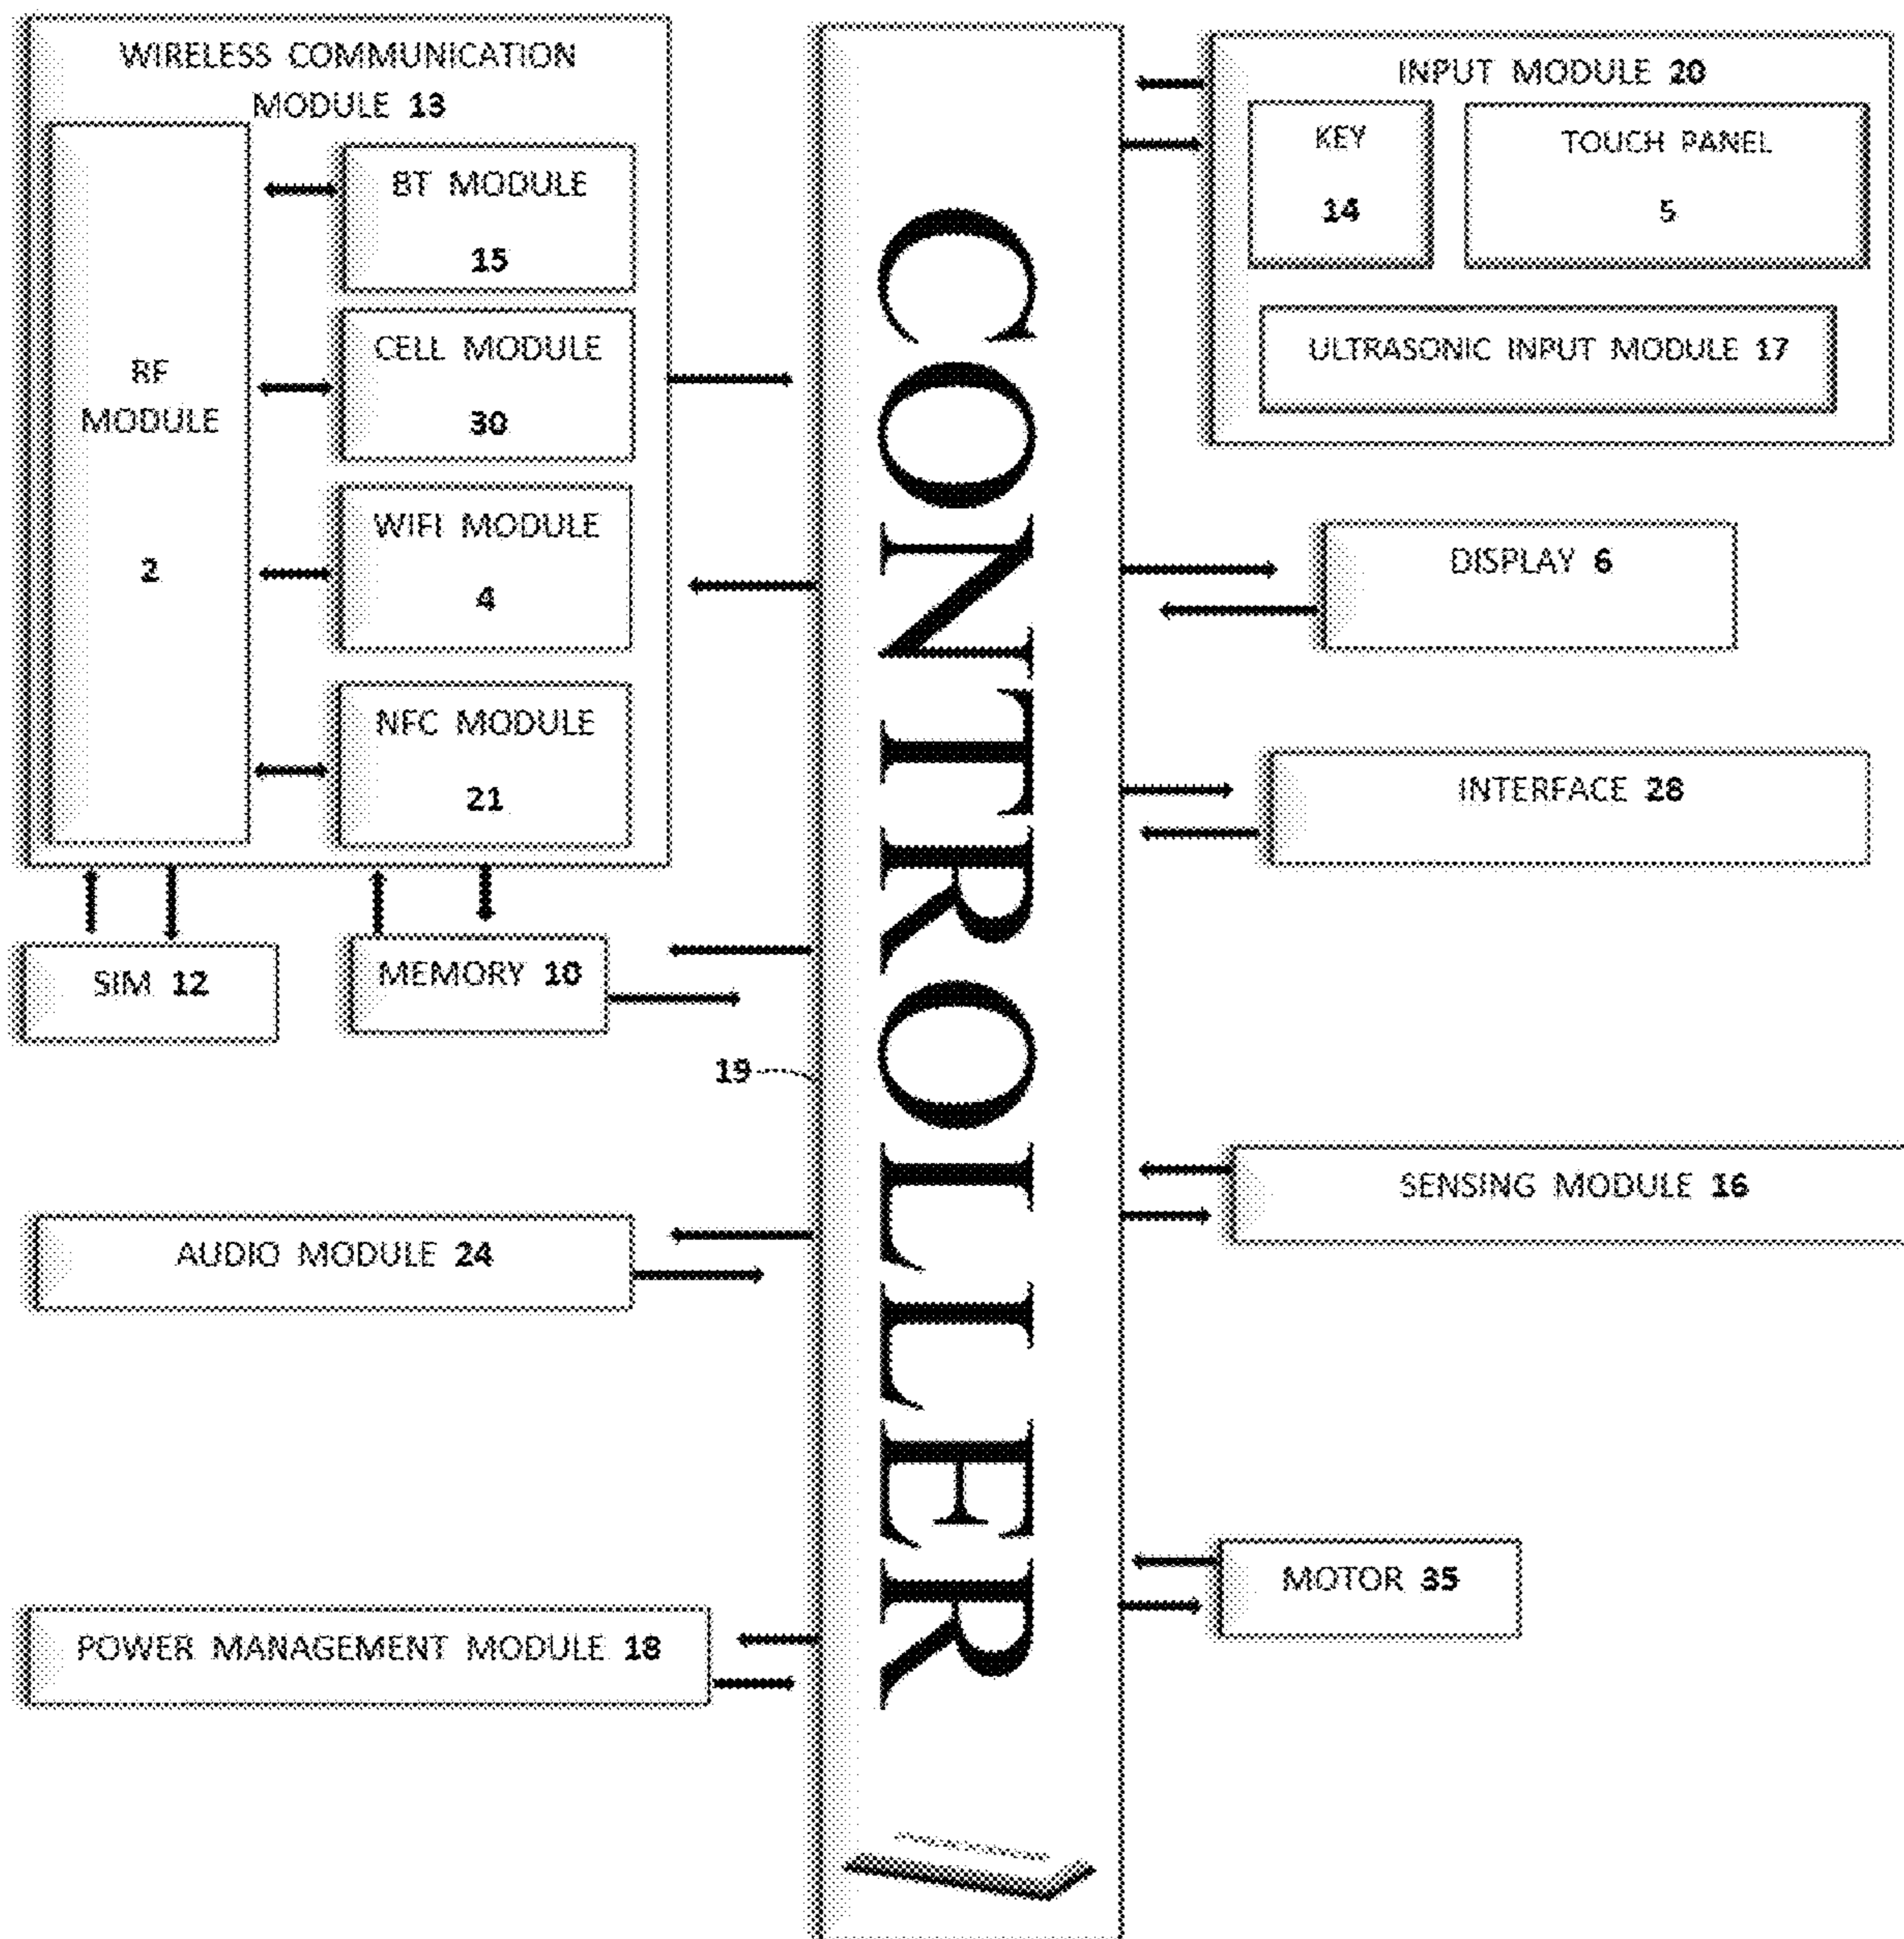 WIRELESS COMMUNICATION
MODULE 13
RF
MODULE
2
BT MODULE
15
CELL MODULE
30
WIFI MODULE
4
NFC MODULE
21
SIM 12
MEMORY 10
19
AUDIO MODULE 24
POWER MANAGEMENT MODULE 18
CONTROLLER
INPUT MODULE 20
KEY
14
TOUCH PANEL
5
ULTRASONIC INPUT MODULE 17
DISPLAY 6
INTERFACE 28
SENSING MODULE 16
MOTOR 35